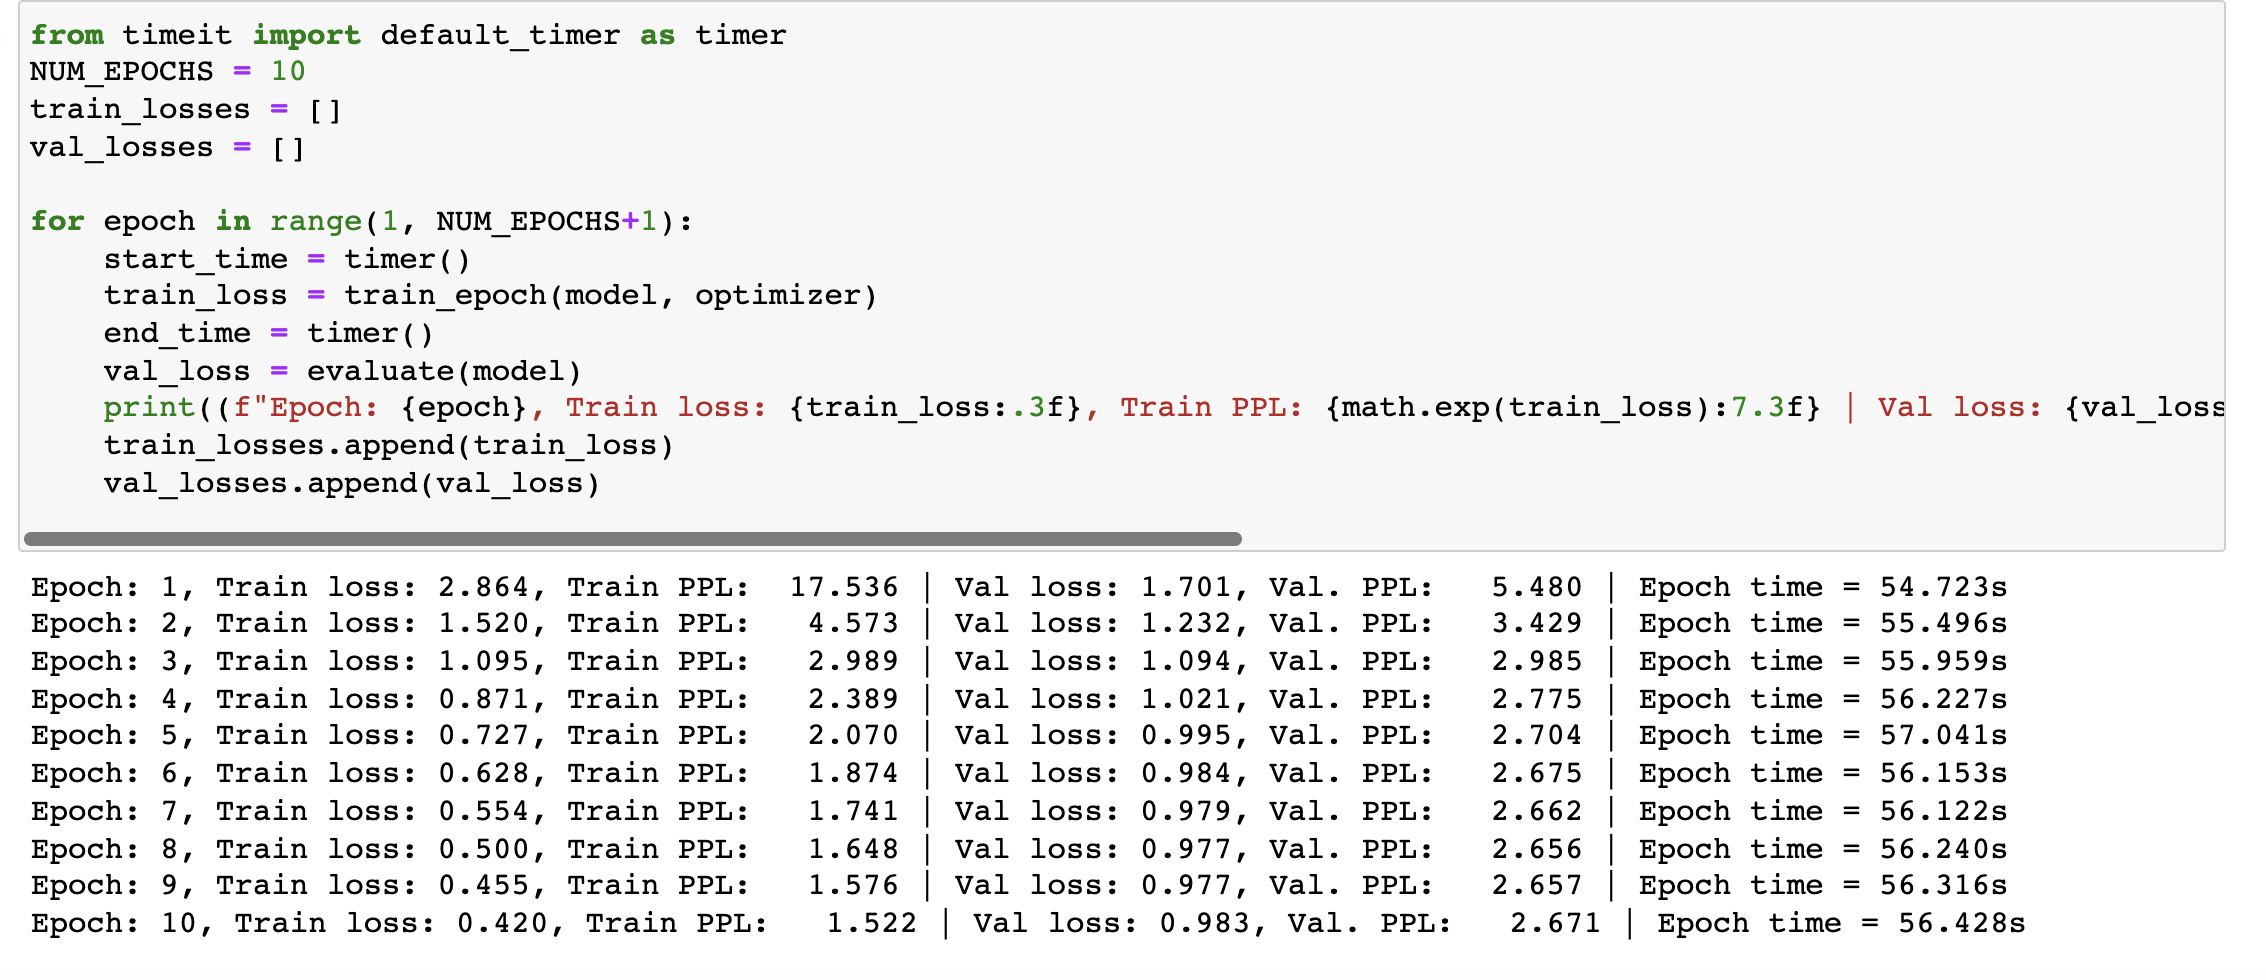 from timeit import default_timer as timer
NUM_EPOCHS = 10
train_losses = []
val_losses = []

for epoch in range(1, NUM_EPOCHS+1):
    start_time = timer()
    train_loss = train_epoch(model, optimizer)
    end_time = timer()
    val_loss = evaluate(model)
    print((f"Epoch: {epoch}, Train loss: {train_loss:.3f}, Train PPL: {math.exp(train_loss):7.3f} | Val loss: {val_loss
    train_losses.append(train_loss)
    val_losses.append(val_loss)

Epoch: 1, Train loss: 2.864, Train PPL:  17.536 | Val loss: 1.701, Val. PPL:   5.480 | Epoch time = 54.723s
Epoch: 2, Train loss: 1.520, Train PPL:   4.573 | Val loss: 1.232, Val. PPL:   3.429 | Epoch time = 55.496s
Epoch: 3, Train loss: 1.095, Train PPL:   2.989 | Val loss: 1.094, Val. PPL:   2.985 | Epoch time = 55.959s
Epoch: 4, Train loss: 0.871, Train PPL:   2.389 | Val loss: 1.021, Val. PPL:   2.775 | Epoch time = 56.227s
Epoch: 5, Train loss: 0.727, Train PPL:   2.070 | Val loss: 0.995, Val. PPL:   2.704 | Epoch time = 57.041s
Epoch: 6, Train loss: 0.628, Train PPL:   1.874 | Val loss: 0.984, Val. PPL:   2.675 | Epoch time = 56.153s
Epoch: 7, Train loss: 0.554, Train PPL:   1.741 | Val loss: 0.979, Val. PPL:   2.662 | Epoch time = 56.122s
Epoch: 8, Train loss: 0.500, Train PPL:   1.648 | Val loss: 0.977, Val. PPL:   2.656 | Epoch time = 56.240s
Epoch: 9, Train loss: 0.455, Train PPL:   1.576 | Val loss: 0.977, Val. PPL:   2.657 | Epoch time = 56.316s
Epoch: 10, Train loss: 0.420, Train PPL:   1.522 | Val loss: 0.983, Val. PPL:   2.671 | Epoch time = 56.428s